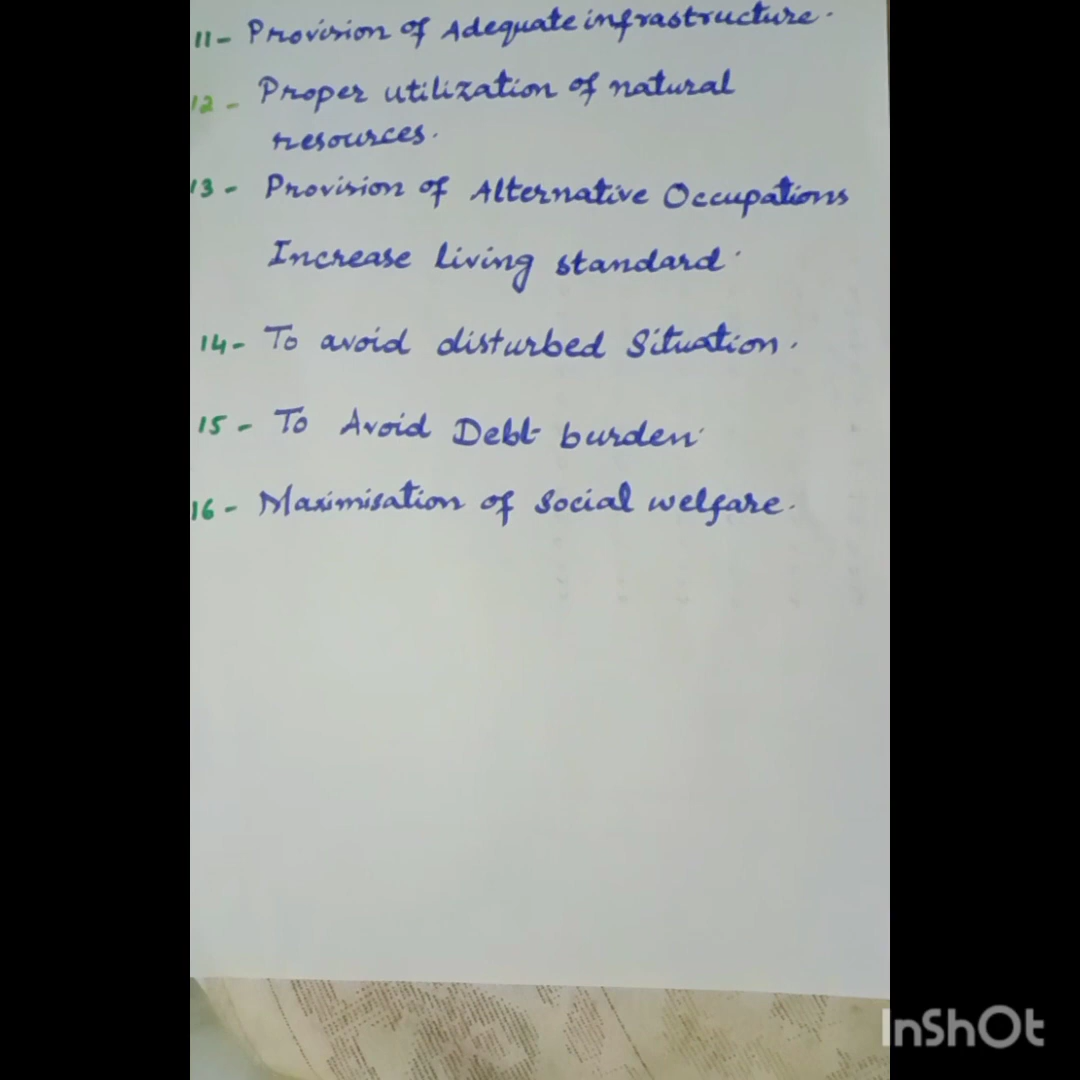 11- Provision of Adequate infrastructure.
12- Proper utilization of natural
resources.
13- Provision of Alternative Occupations
Increase living standard.
14- To avoid disturbed Situation.
15- To Avoid Debt burden.
16- Maximisation of Social welfare.
InShOt